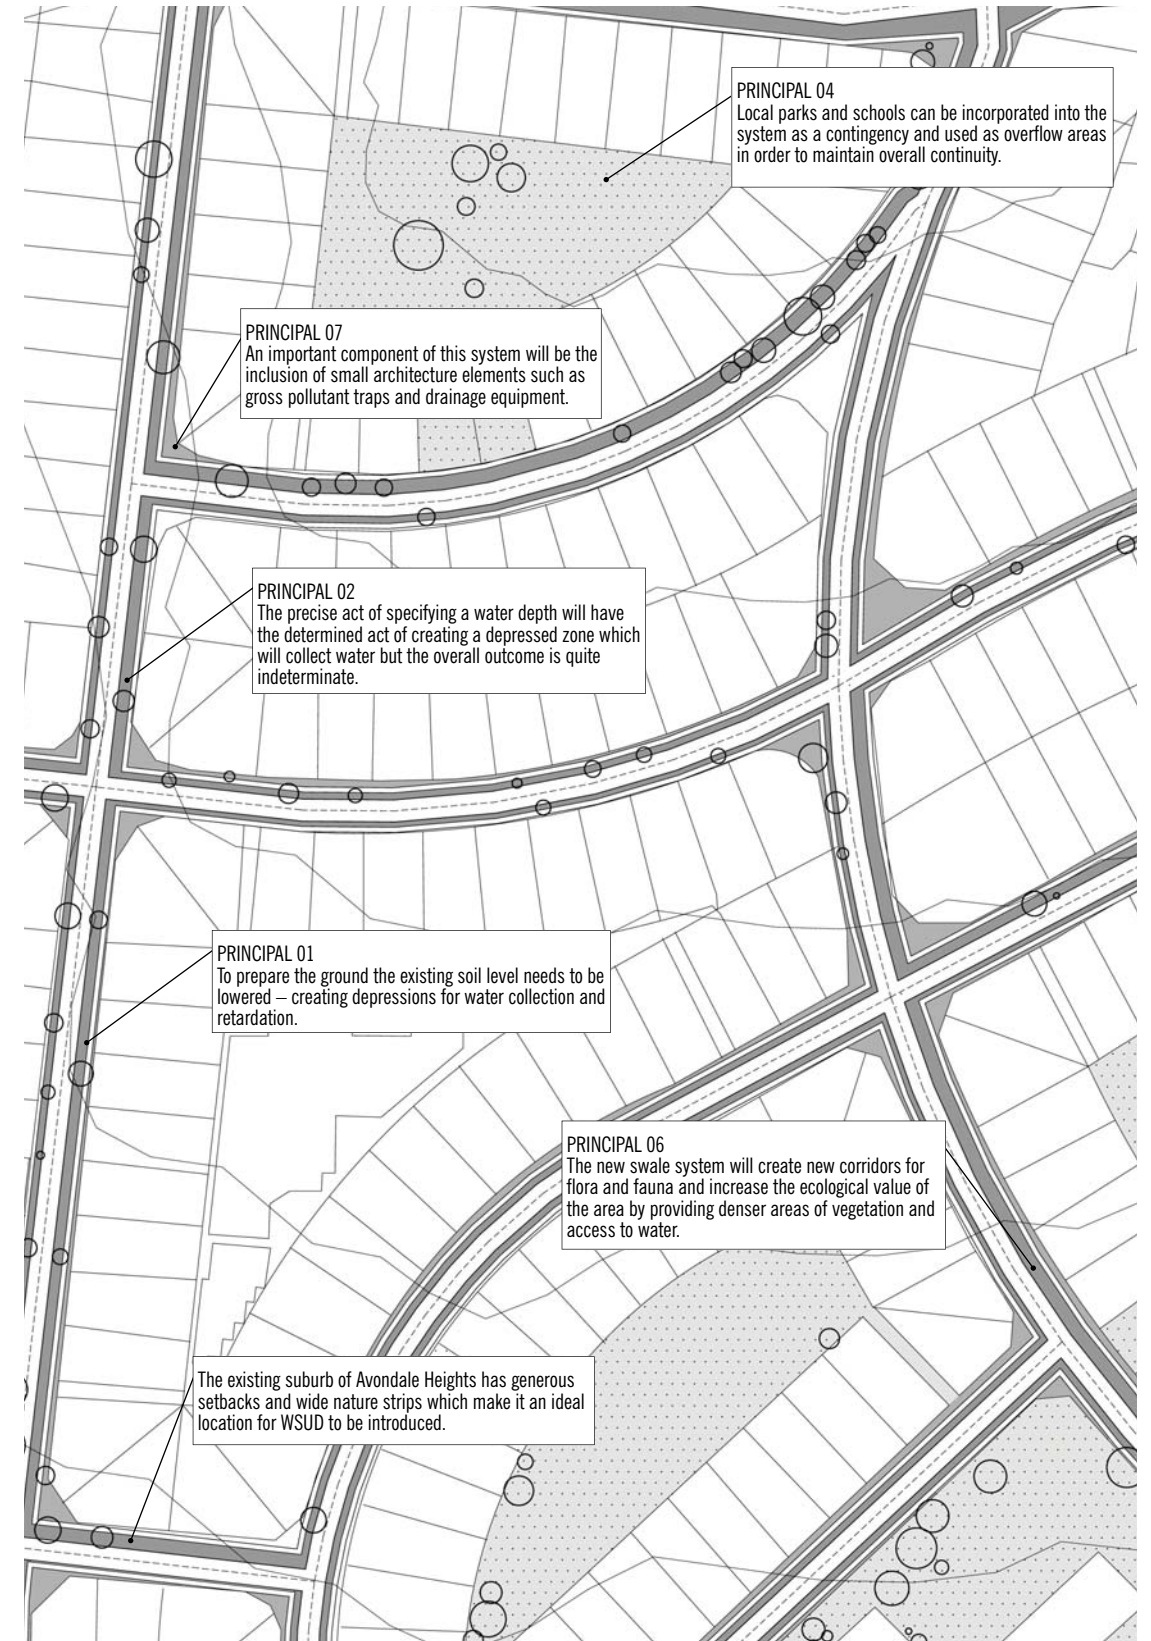 PRINCIPAL 04
Local parks and schools can be incorporated into the
system as a contingency and used as overflow areas
in order to maintain overall continuity.
PRINCIPAL 07
An important component of this system will be the
inclusion of small architecture elements such as
gross pollutant traps and drainage equipment.
PRINCIPAL 02
The precise act of specifying a water depth will have
the determined act of creating a depressed zone which
will collect water but the overall outcome is quite
indeterminate.
PRINCIPAL 01
To prepare the ground the existing soil level needs to be
lowered – creating depressions for water collection and
retardation.
PRINCIPAL 06
The new swale system will create new corridors for
flora and fauna and increase the ecological value of
the area by providing denser areas of vegetation and
access to water.
The existing suburb of Avondale Heights has generous
setbacks and wide nature strips which make it an ideal
location for WSUD to be introduced.